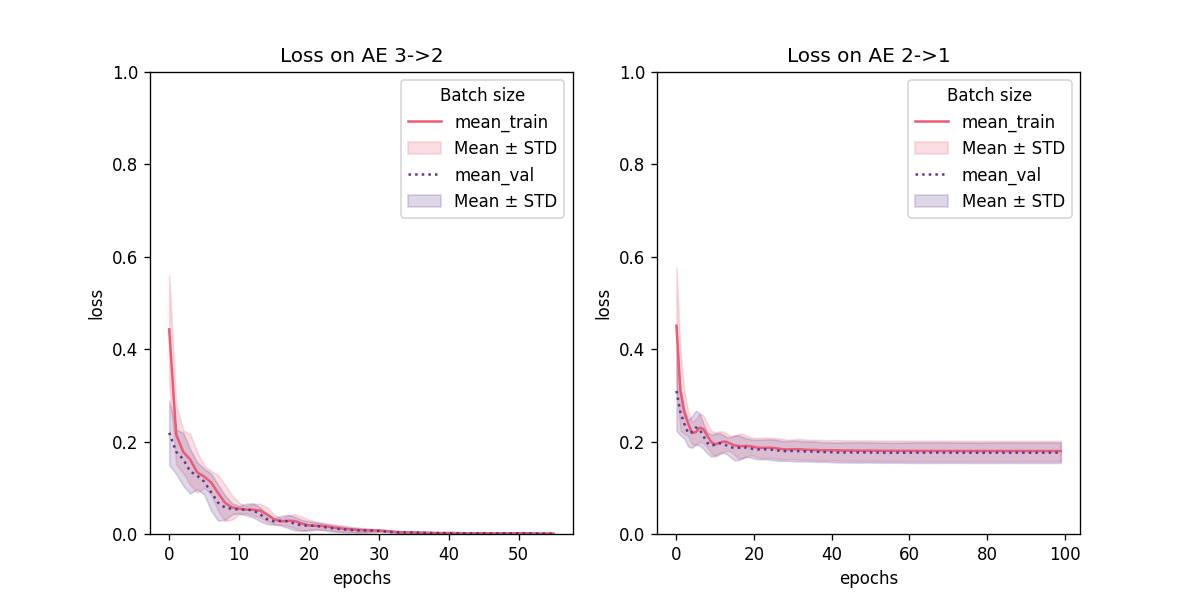 Loss on AE 3->2
1.0
0.8
0.6
0.4
0.2
0.0
loss
0 10 20 30 40 50
epochs
Batch size
mean_train
Mean ± STD
mean_val
Mean ± STD
Loss on AE 2->1
1.0
0.8
0.6
0.4
0.2
0.0
loss
0 20 40 60 80 100
epochs
Batch size
mean_train
Mean ± STD
mean_val
Mean ± STD